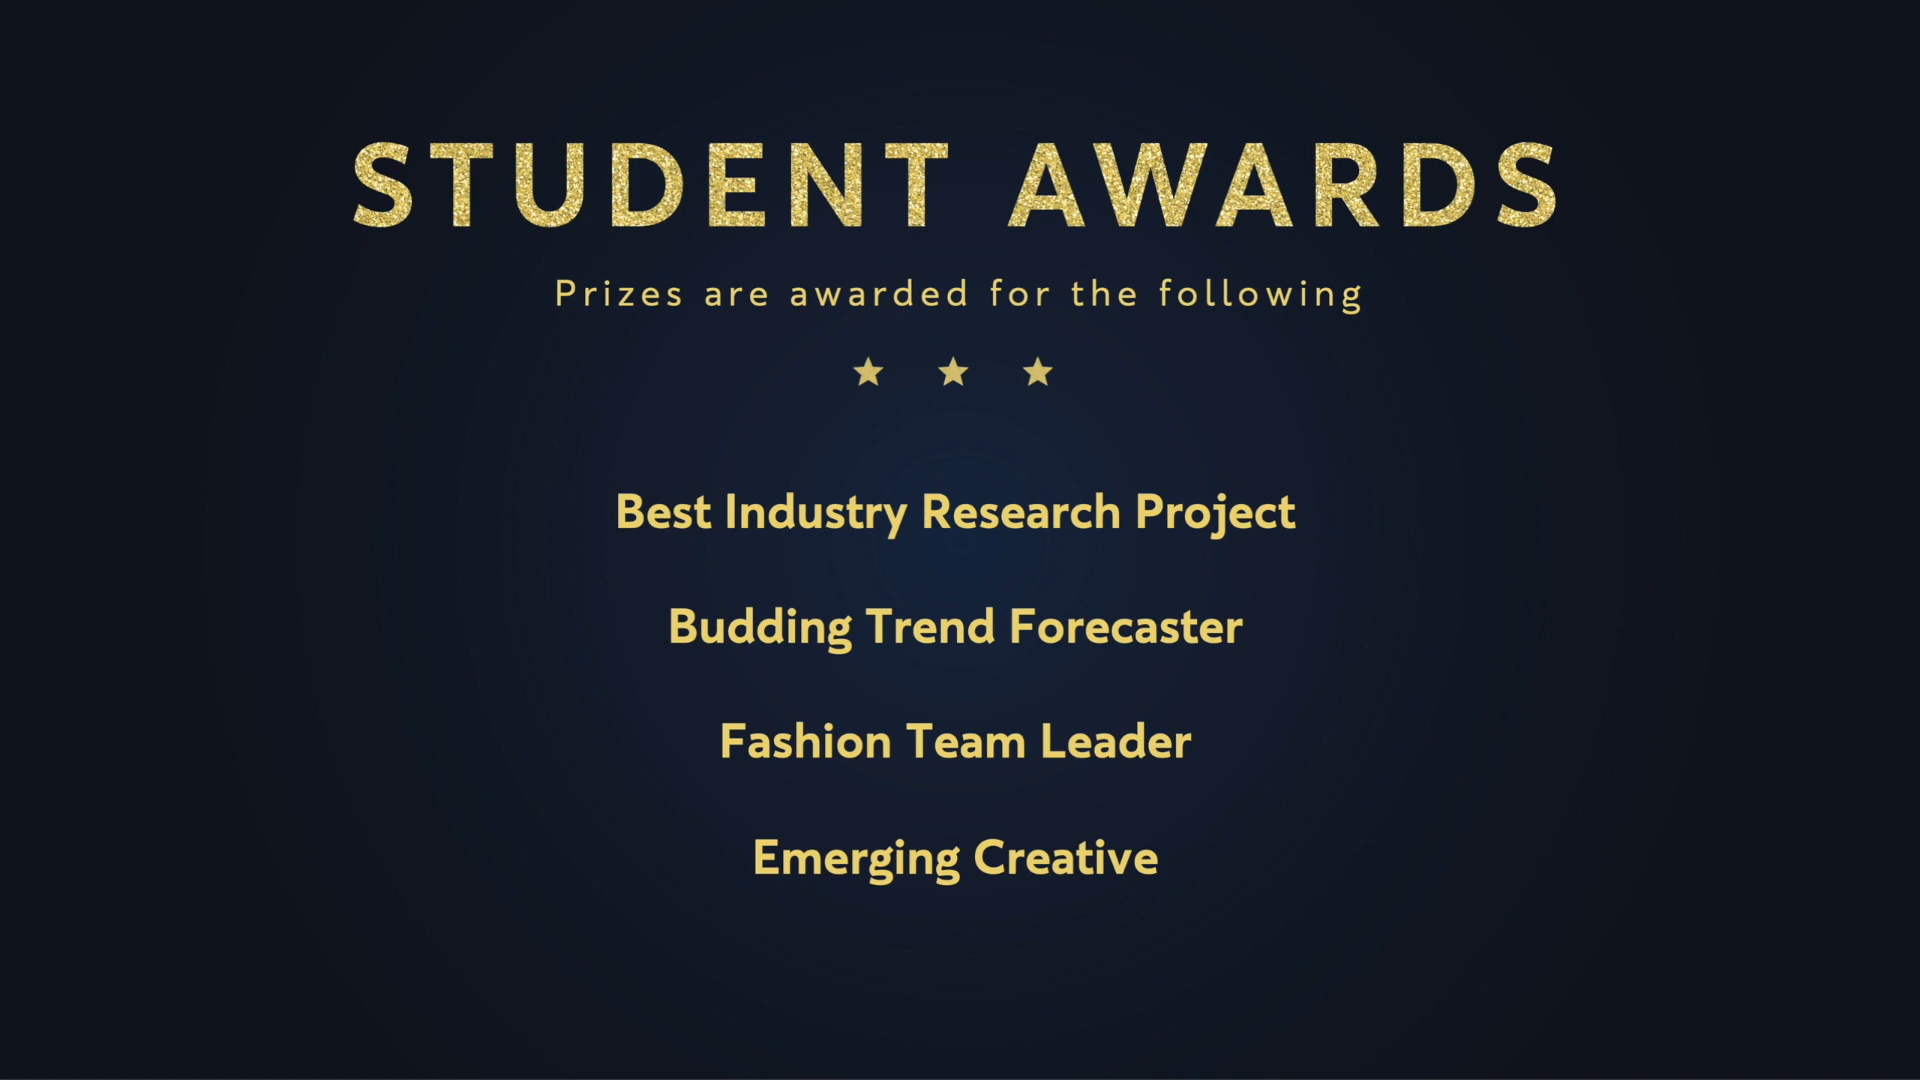 STUDENT AWARDS
Prizes are awarded for the following
Best Industry Research Project
Budding Trend Forecaster
Fashion Team Leader
Emerging Creative